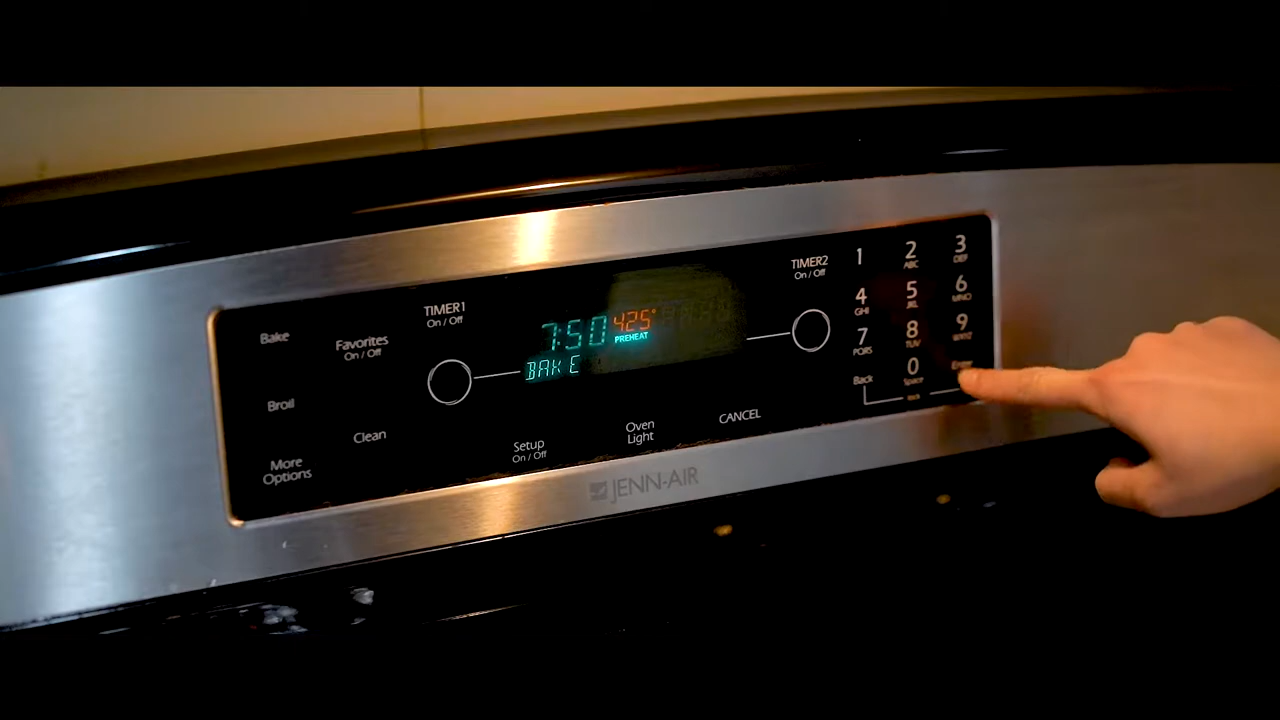 Bake
Broil
More
Options
Favorites
On / Off
Clean
TIMER1
On / Off
7:50 425°
PREHEAT
BAKE
Setup
On / Off
Oven
Light
CANCEL
TIMER2
On / Off
1
2
ABC
3
DEF
4
GHI
5
JKL
6
MNO
7
PQRS
8
TUV
9
WXYZ
Back
0
Space
Enter
lock
JENN-AIR